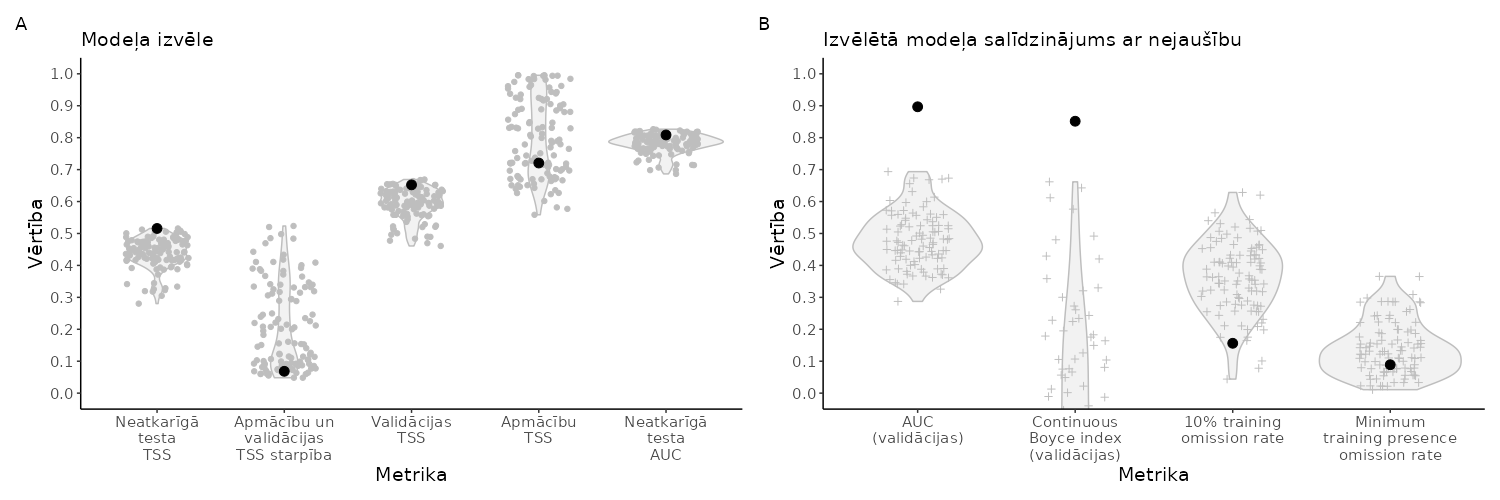 A
Modeļa izvēle
Vērtība
1.0
0.9
0.8
0.7
0.6
0.5
0.4
0.3
0.2
0.1
0.0
Neatkarīgā
testa
TSS
Apmācību un
validācijas
TSS starpība
Validācijas
TSS
Apmācību
TSS
Neatkarīgā
testa
AUC
Metrika
B
Izvēlētā modeļa salīdzinājums ar nejaušību
Vērtība
1.0
0.9
0.8
0.7
0.6
0.5
0.4
0.3
0.2
0.1
0.0
AUC
(validācijas)
Continuous
Boyce index
(validācijas)
10% training
omission rate
Minimum
training presence
omission rate
Metrika